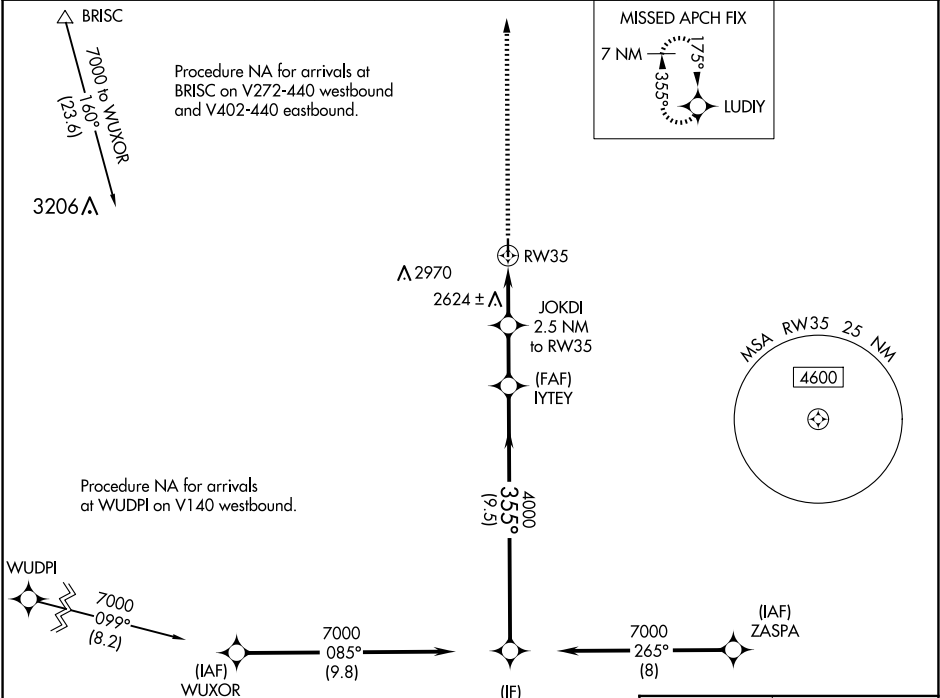 BRISC
7000 to WUXOR
160°
(23.6)
Procedure NA for arrivals at
BRISC on V272-440 westbound
and V402-440 eastbound.
MISSED APCH FIX
7 NM
175°
355°
LUDIY
3206
RW35
2970
2624 ±
JOKDI
2.5 NM
to RW35
(FAF)
IYTEY
MSA RW35 25 NM
4600
4000
355°
(9.5)
Procedure NA for arrivals
at WUDPI on V140 westbound.
WUDPI
7000
099°
(8.2)
(IAF)
WUXOR
7000
085°
(9.8)
(IF)
7000
265°
(8)
(IAF)
ZASPA